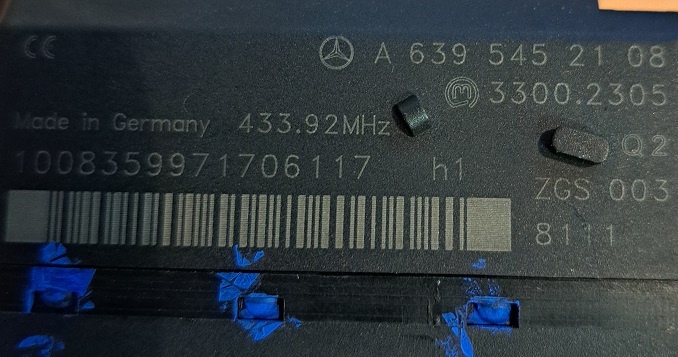 CE A 639 545 21 08
3300.2305
Made in Germany 433.92MHz
Q2
1008359971706117 h1
ZGS 003
8111